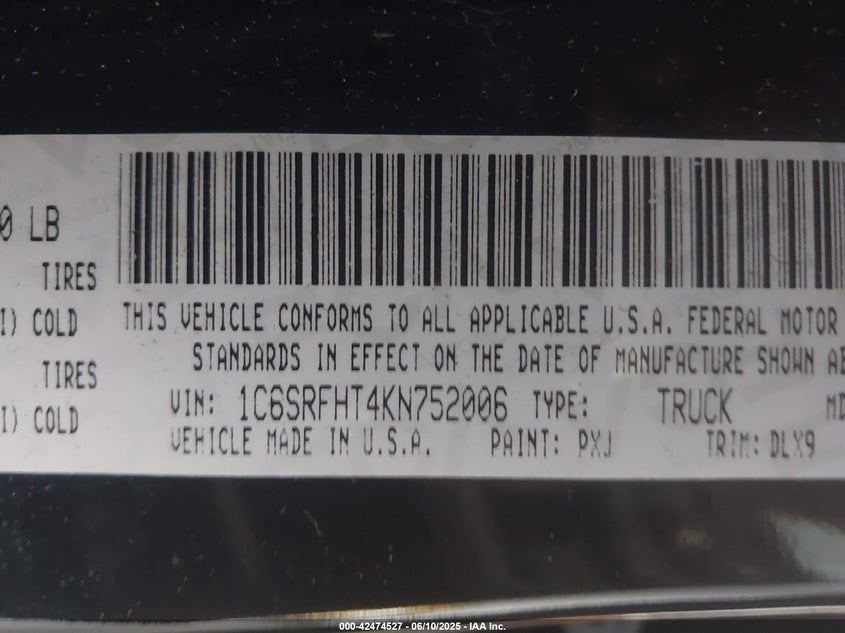 0 LB
TIRES
I) COLD
TIRES
I) COLD
THIS VEHICLE CONFORMS TO ALL APPLICABLE U.S.A. FEDERAL MOTOR
STANDARDS IN EFFECT ON THE DATE OF MANUFACTURE SHOWN AB
VIN: 1C6SRFHT4KN752006 TYPE: TRUCK MD
VEHICLE MADE IN U.S.A. PAINT: PXJ TRIM: DLX9
000-42474527 - 06/10/2025 - IAA Inc.